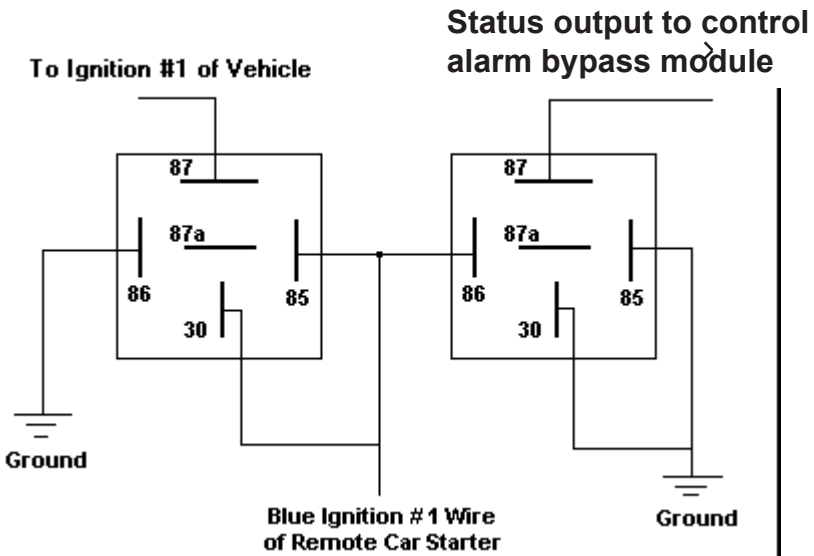 Status output to control
alarm bypass module
To Ignition #1 of Vehicle
87
87a
86
85
30
87
87a
86
85
30
Ground
Blue Ignition #1 Wire
of Remote Car Starter
Ground